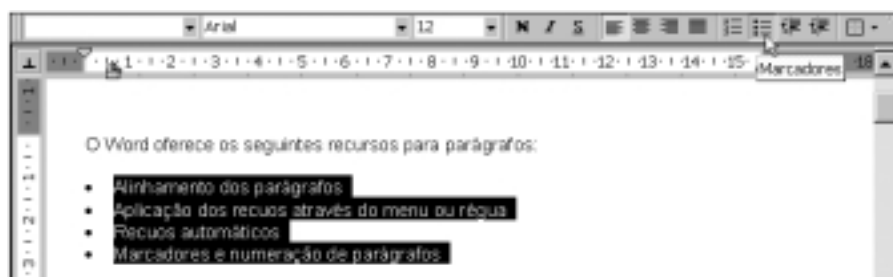 Arial 12 N I S
1 2 3 4 5 6 7 8 9 10 11 12 13 14 15 18
Marcadores
O Word oferece os seguintes recursos para parágrafos:
• Alinhamento dos parágrafos
• Aplicação dos recuos através do menu ou régua
• Recuos automáticos
• Marcadores e numeração de parágrafos